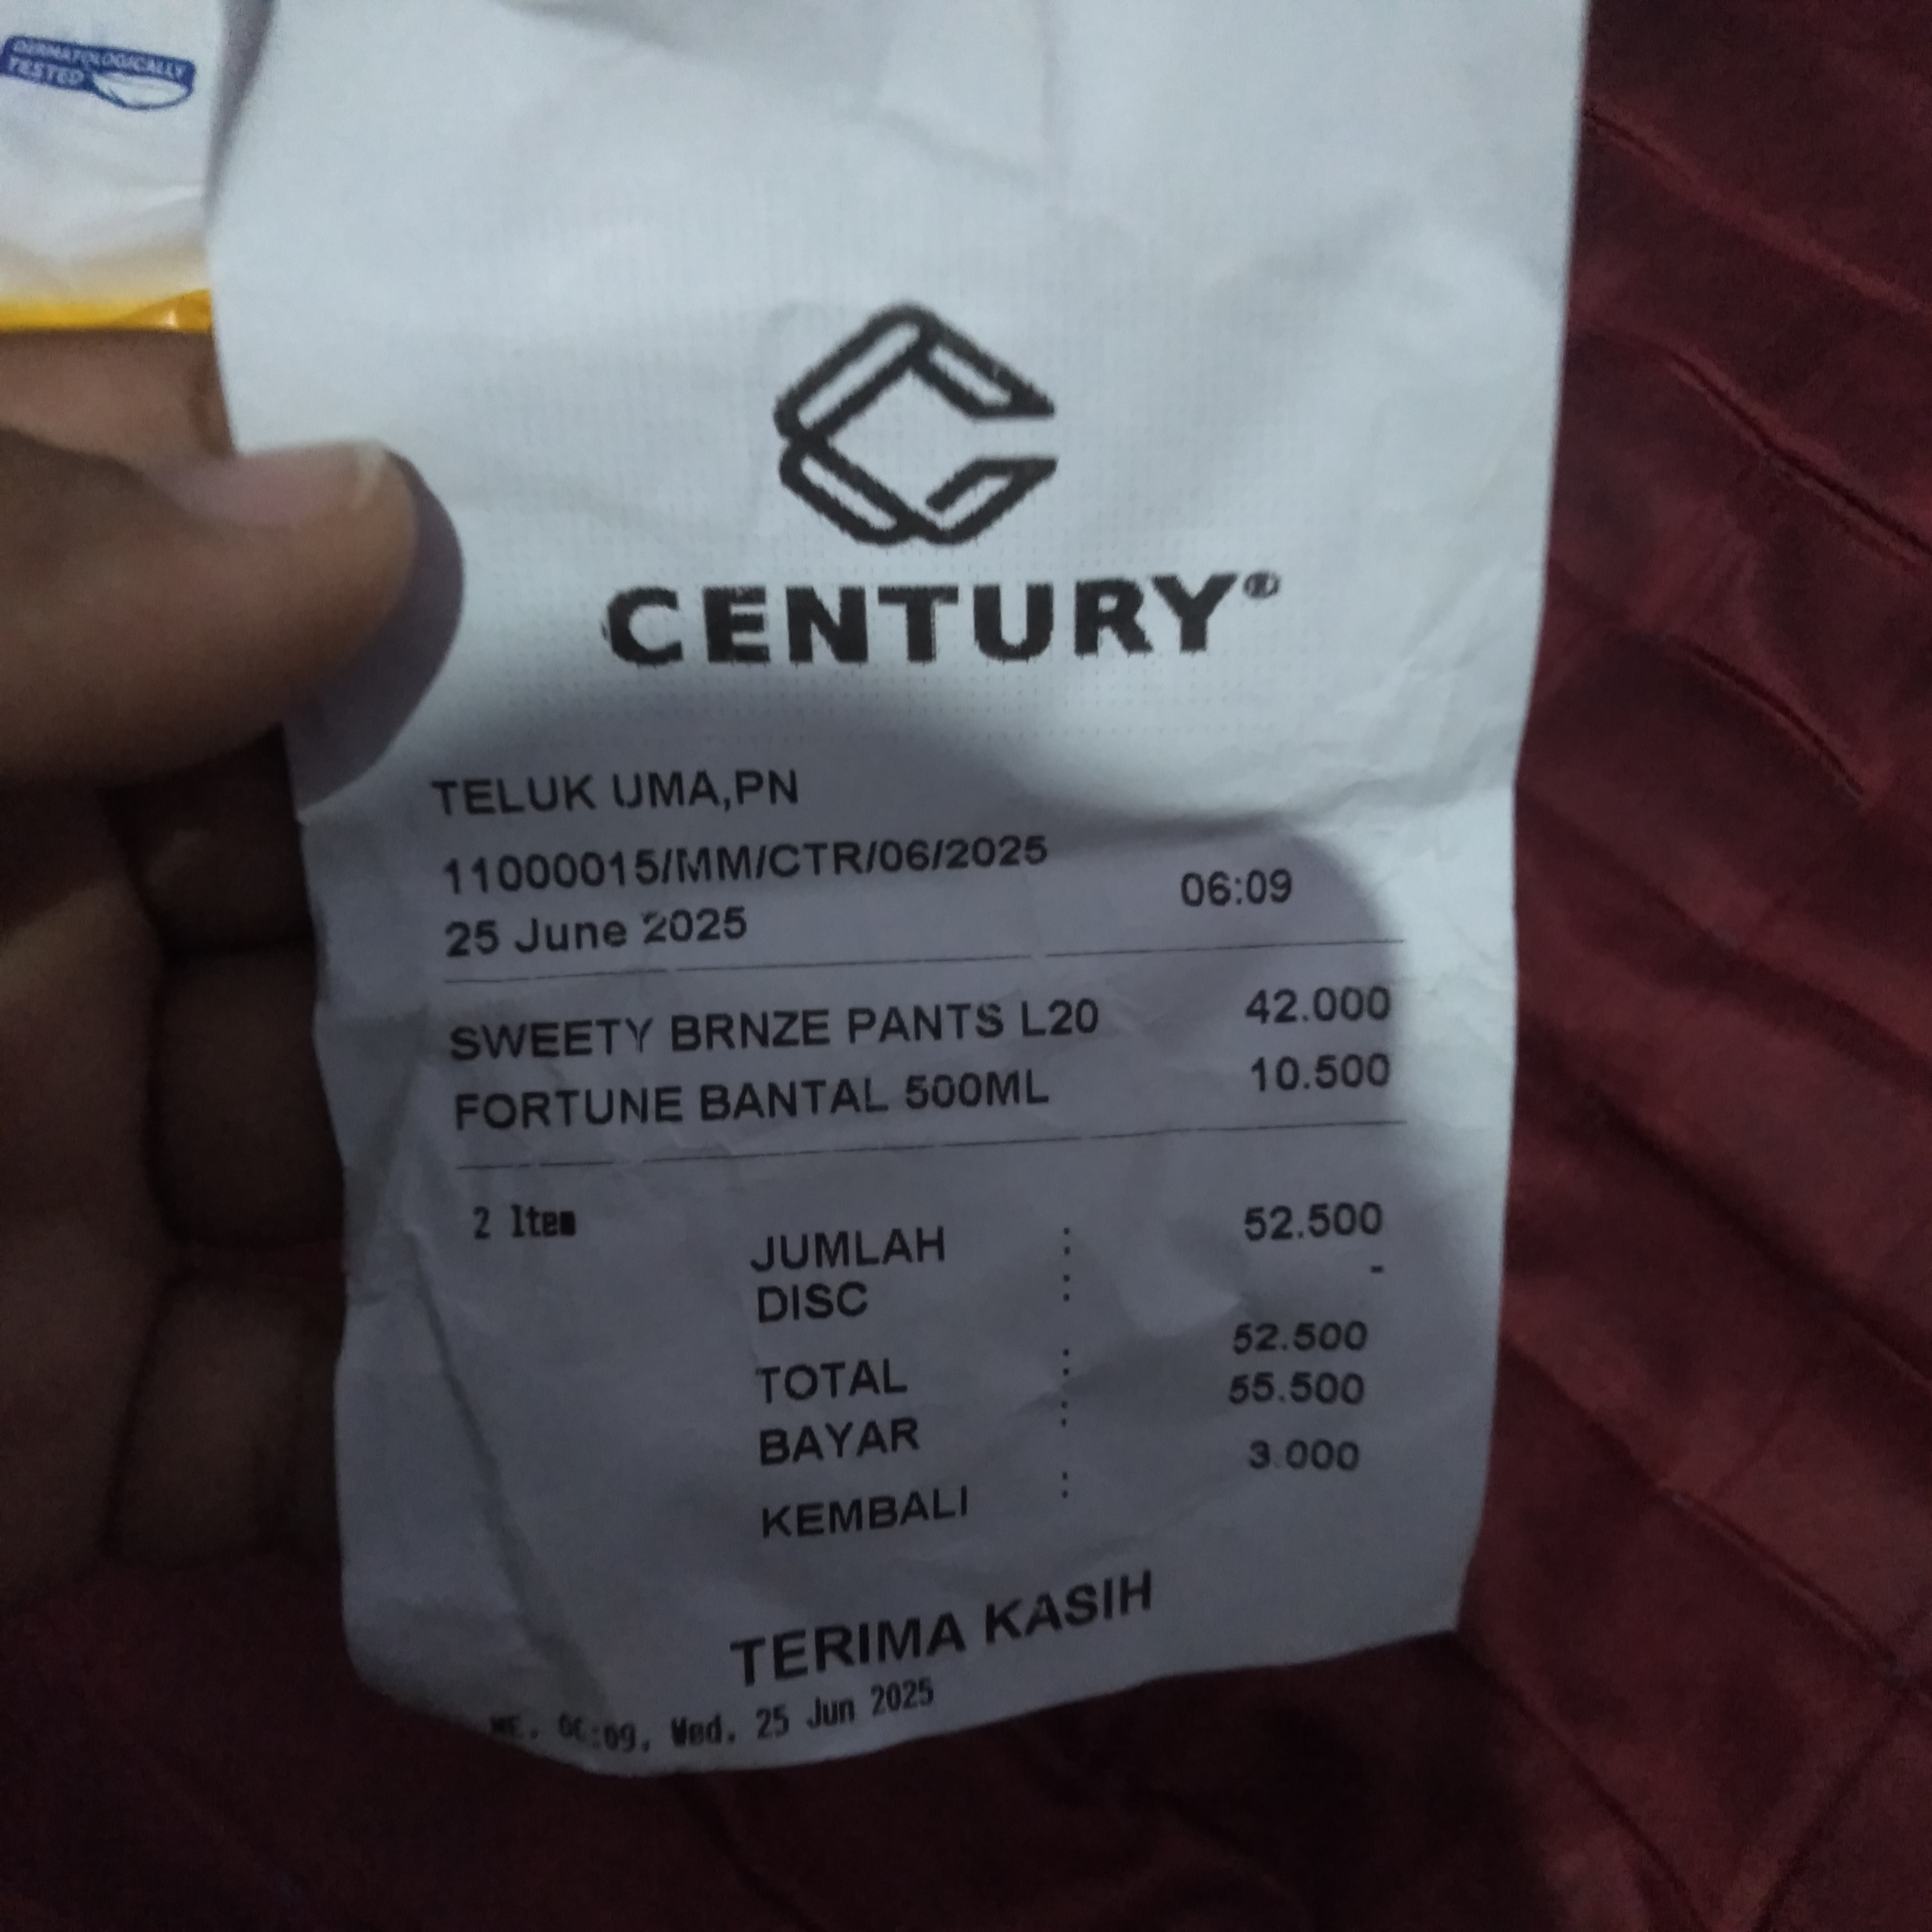 DERMATOLOGICALLY
TESTED
CENTURY®
TELUK UMA,PN
11000015/MM/CTR/06/2025
25 June 2025 06:09
SWEETY BRNZE PANTS L20 42.000
FORTUNE BANTAL 500ML 10.500
2 Item
JUMLAH : 52.500
DISC : -
TOTAL : 52.500
BAYAR : 55.500
KEMBALI : 3.000
TERIMA KASIH
06:09, Wed, 25 Jun 2025